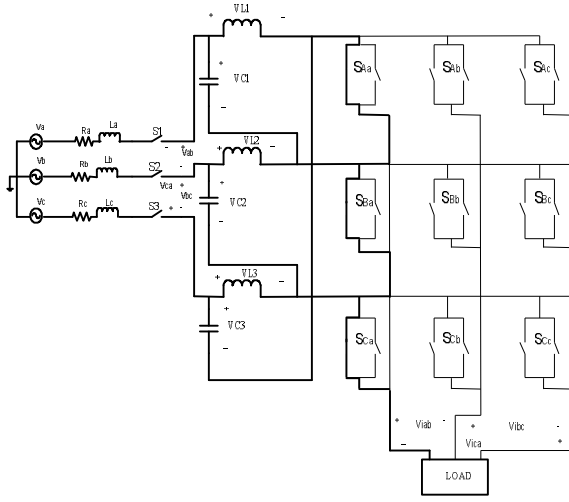 + VL1 -
SAa SAb SAc
+ VC1 -
Va Ra La S1
- + Vab -
+ VL2 -
Vb Rb Lb S2
Vca Vbc
+ VC2 -
SBa SBb SBc
Vc Rc Lc S3
+ -
+ VL3 -
VC3 -
SCa SCb SCc
+ Viab - + Vibc -
- Vica +
LOAD